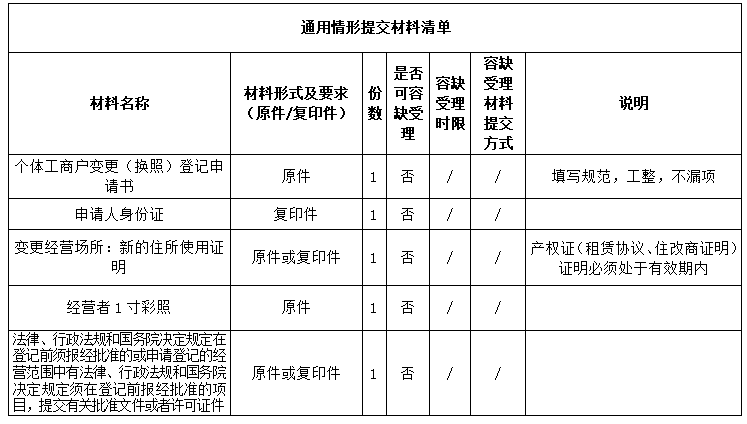 通用情形提交材料清单
材料名称
材料形式及要求
（原件/复印件）
份
数
是否
可容
缺受
理
容缺
受理
时限
容缺
受理
材料
提交
方式
说明
个体工商户变更（换照）登记申
请书
原件
1
否
/
/
填写规范，工整，不漏项
申请人身份证
复印件
1
否
/
/
变更经营场所：新的住所使用证
明
原件或复印件
1
否
/
/
产权证（租赁协议、住改商证明）
证明必须处于有效期内
经营者1寸彩照
原件
1
否
/
/
法律、行政法规和国务院决定规定在
登记前须报经批准的或申请登记的经
营范围中有法律、行政法规和国务院
决定规定须在登记前报经批准的项
目，提交有关批准文件或者许可证件
原件或复印件
1
否
/
/